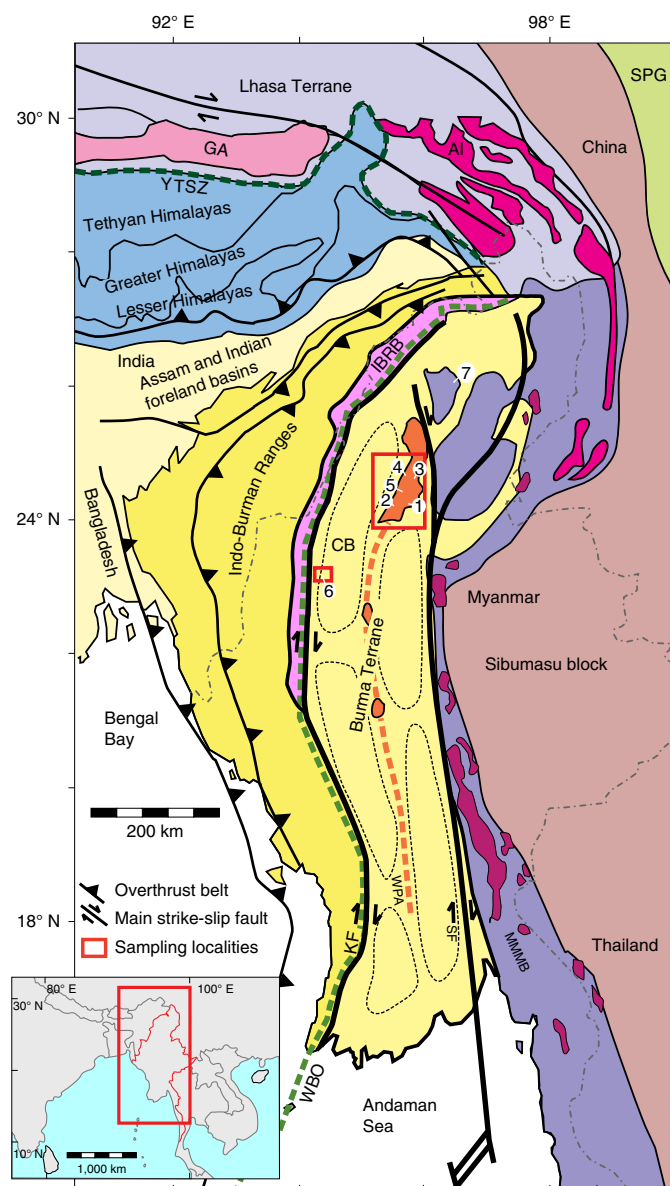 92° E
98° E
SPG
Lhasa Terrane
30° N
China
GA
AI
YTSZ
Tethyan Himalayas
Greater Himalayas
Lesser Himalayas
India
Assam and Indian
foreland basins
IBRB
7
Indo-Burman Ranges
4
3
5
2
1
24° N
Bangladesh
CB
6
Myanmar
Sibumasu block
Burma Terrane
Bengal
Bay
200 km
Overthrust belt
Main strike-slip fault
Sampling localities
18° N
WPA
KF
SF
MMMB
Thailand
80° E
100° E
30° N
WBO
Andaman
Sea
10° N
1,000 km